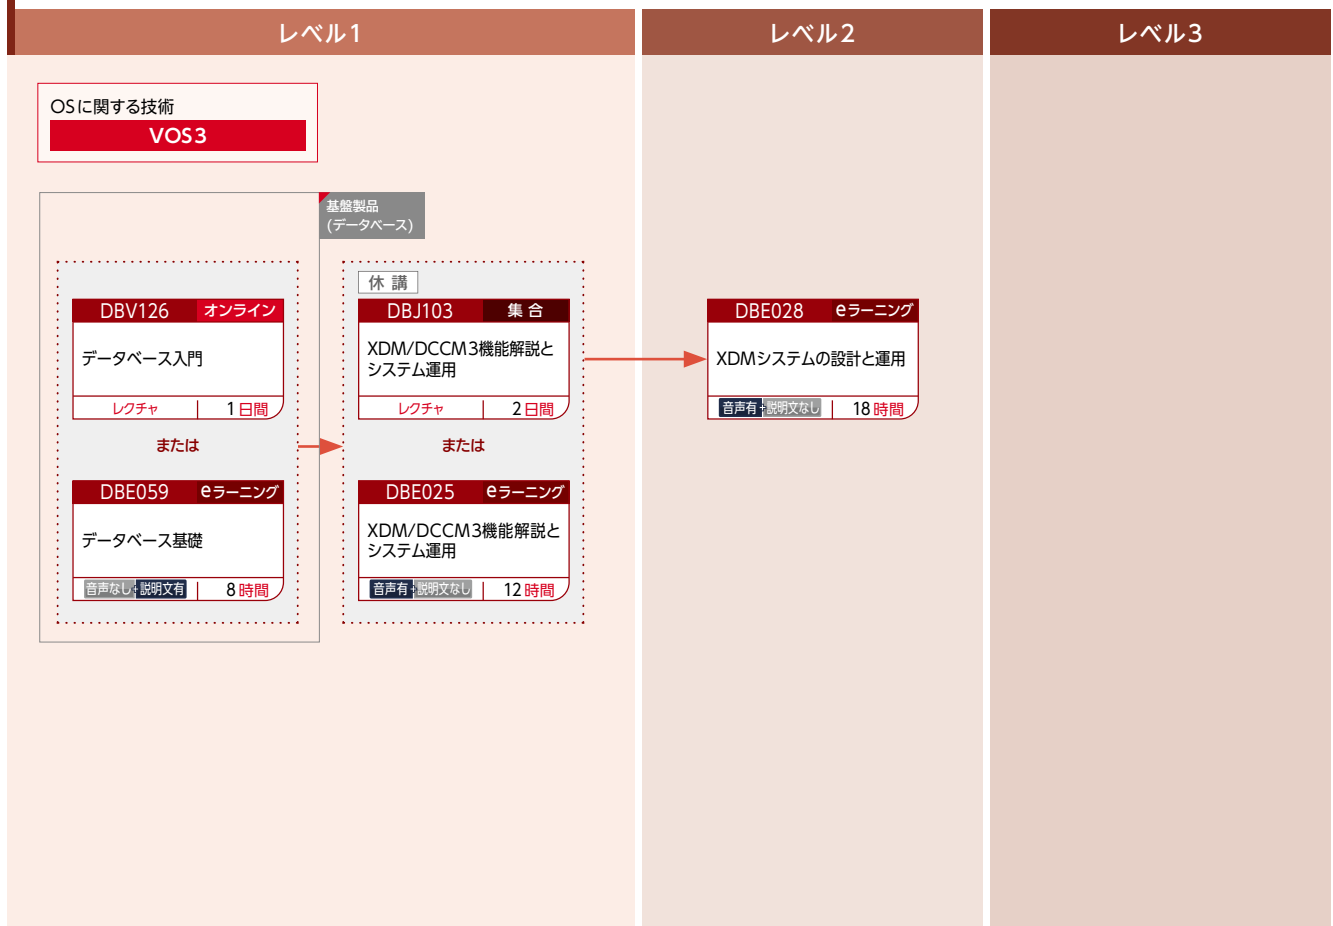 レベル1
レベル2
レベル3
OSに関する技術
VOS3
基盤製品
(データベース)
DBV126 オンライン
データベース入門
レクチャ 1日間
または
DBE059 eラーニング
データベース基礎
音声なし+説明文有 8時間
休講
DBJ103 集合
XDM/DCCM3機能解説と
システム運用
レクチャ 2日間
または
DBE025 eラーニング
XDM/DCCM3機能解説と
システム運用
音声有+説明文なし 12時間
DBE028 eラーニング
XDMシステムの設計と運用
音声有+説明文なし 18時間